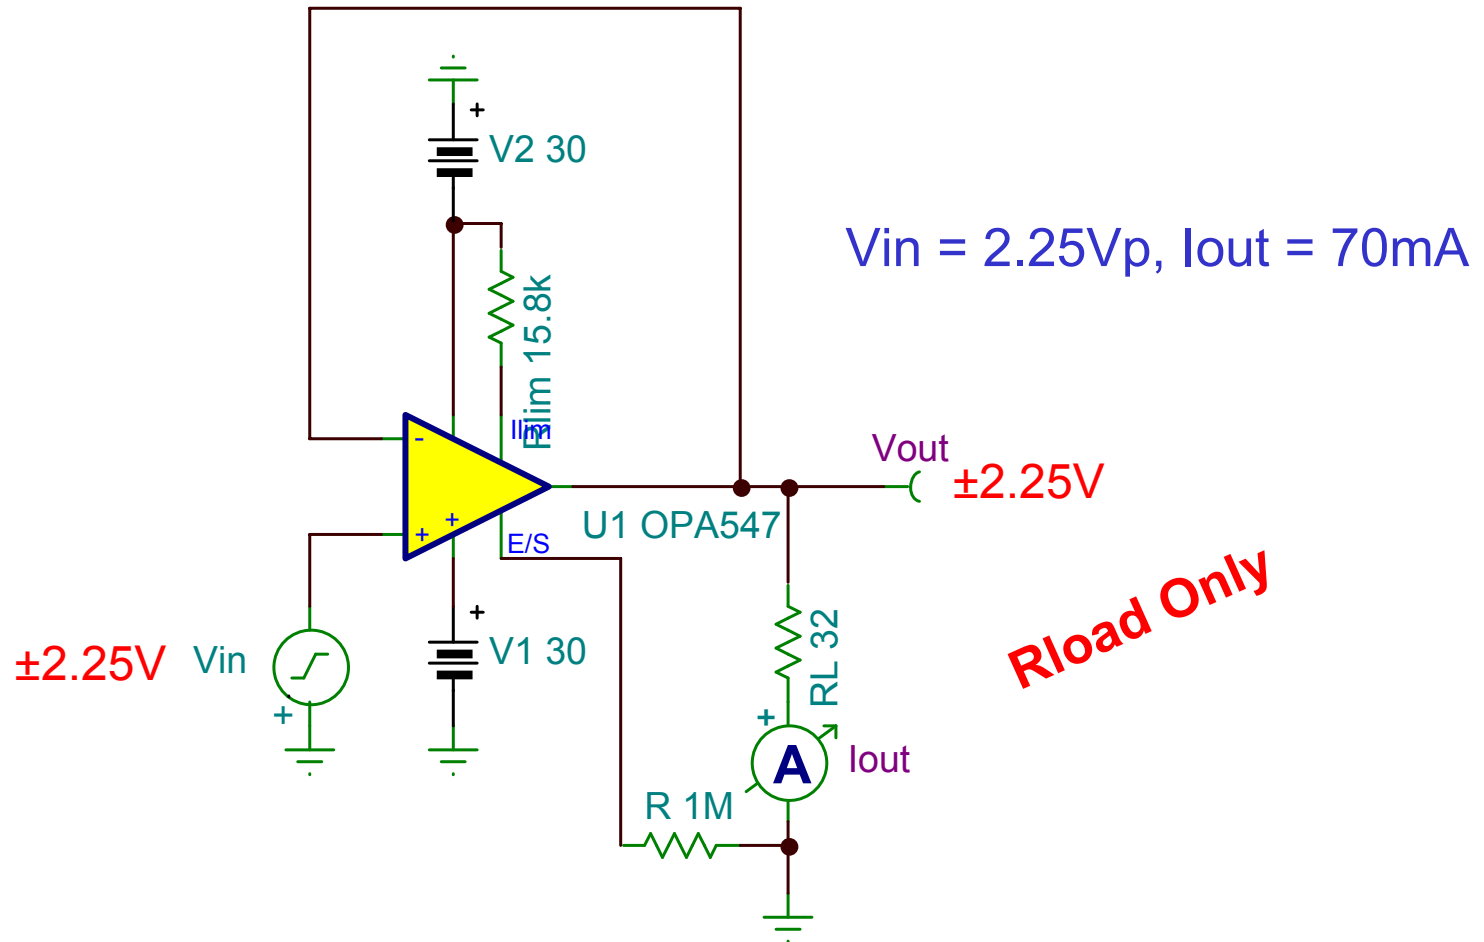 +
V2 30
Vin = 2.25Vp, Iout = 70mA
Rlim 15.8k
Ilim
-
Vout
±2.25V
+
+
U1 OPA547
E/S
Rload Only
+
V1 30
RL 32
±2.25V
Vin
+
+
A
Iout
R 1M